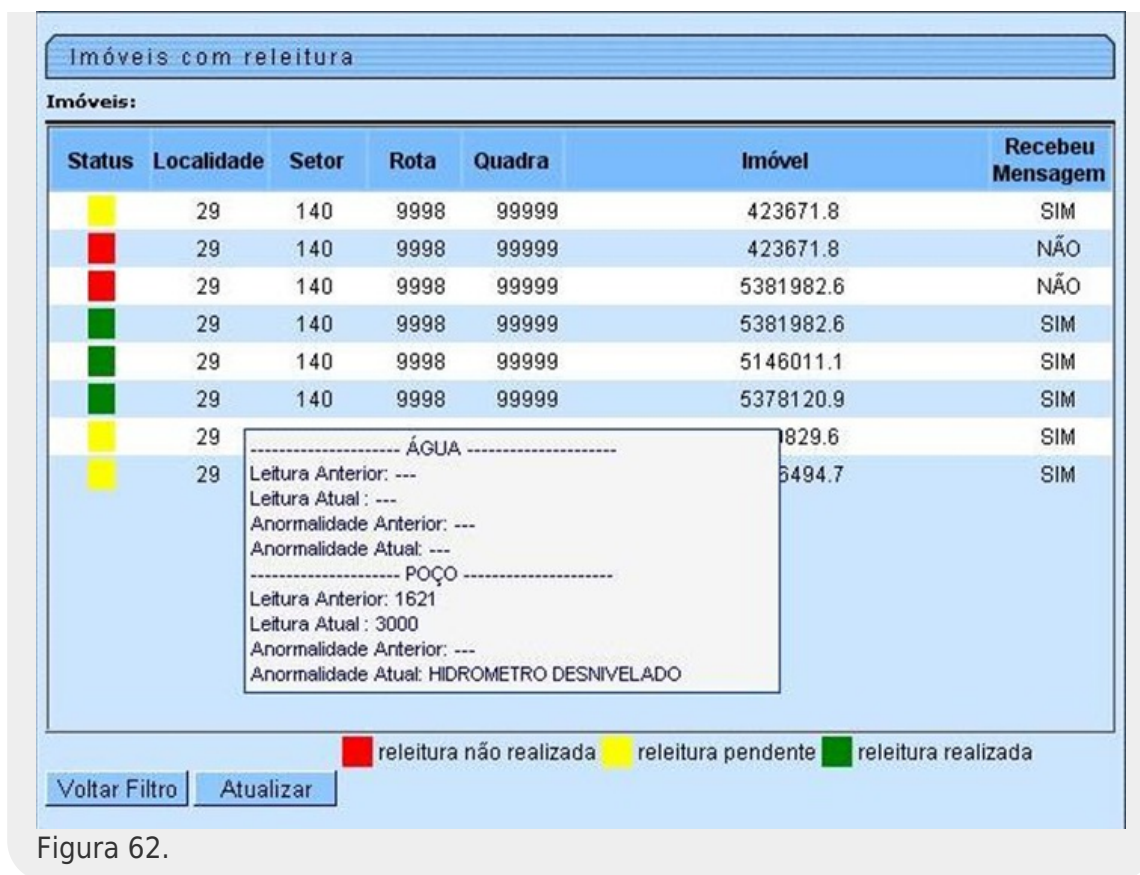 Imóveis com releitura
Imóveis:
Status Localidade Setor Rota Quadra Imóvel Recebeu Mensagem
29 140 9998 99999 423671.8 SIM
29 140 9998 99999 423671.8 NÃO
29 140 9998 99999 5381982.6 NÃO
29 140 9998 99999 5381982.6 SIM
29 140 9998 99999 5146011.1 SIM
29 140 9998 99999 5378120.9 SIM
29 829.6 SIM
29 6494.7 SIM
--------------------- ÁGUA ---------------------
Leitura Anterior: ---
Leitura Atual : ---
Anormalidade Anterior: ---
Anormalidade Atual: ---
--------------------- POÇO ---------------------
Leitura Anterior: 1621
Leitura Atual : 3000
Anormalidade Anterior: ---
Anormalidade Atual: HIDROMETRO DESNIVELADO
releitura não realizada releitura pendente releitura realizada
Voltar Filtro Atualizar
Figura 62.